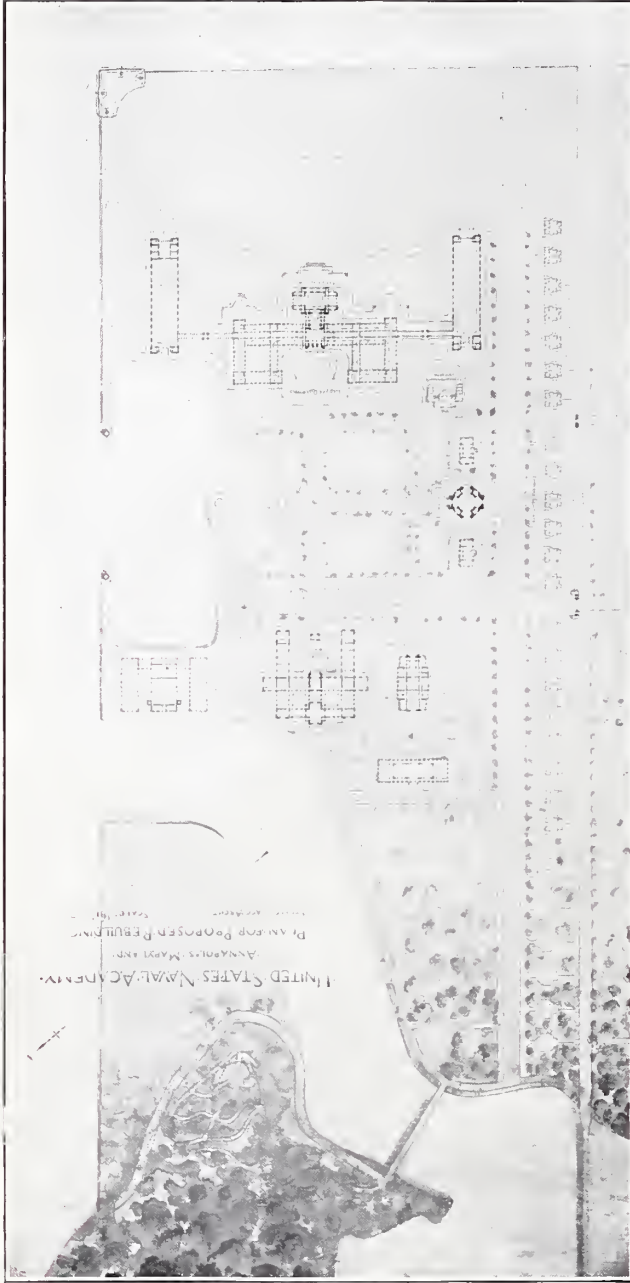 UNITED STATES NAVAL ACADEMY.
ANNAPOLIS MARYLAND
PLAN FOR PROPOSED REBUILDING